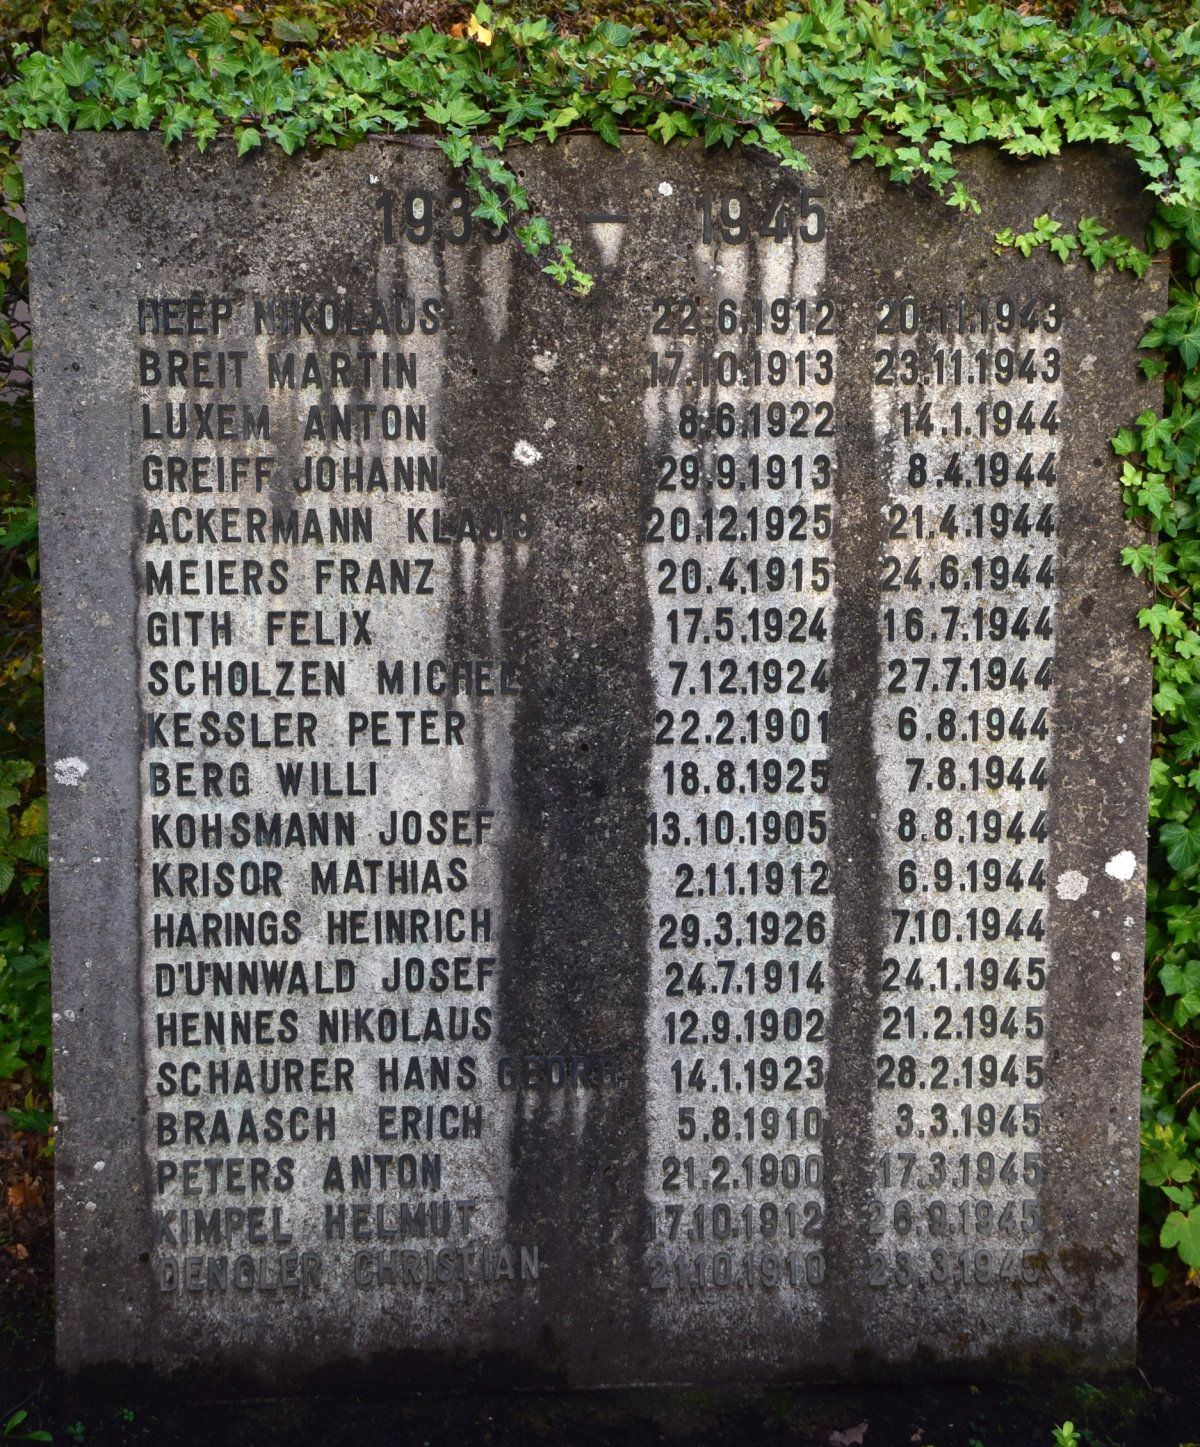 1939 — 1945
HEEP NIKOLAUS 22.6.1912 20.11.1943
BREIT MARTIN 17.10.1913 23.11.1943
LUXEM ANTON 8.6.1922 14.1.1944
GREIFF JOHANN 29.9.1913 8.4.1944
ACKERMANN KLAUS 20.12.1925 21.4.1944
MEIERS FRANZ 20.4.1915 24.6.1944
GITH FELIX 17.5.1924 16.7.1944
SCHOLZEN MICHEL 7.12.1924 27.7.1944
KESSLER PETER 22.2.1901 6.8.1944
BERG WILLI 18.8.1925 7.8.1944
KOHSMANN JOSEF 13.10.1905 8.8.1944
KRISOR MATHIAS 2.11.1912 6.9.1944
HARINGS HEINRICH 29.3.1926 7.10.1944
DÜNNWALD JOSEF 24.7.1914 24.1.1945
HENNES NIKOLAUS 12.9.1902 21.2.1945
SCHAURER HANS GEORG 14.1.1923 28.2.1945
BRAASCH ERICH 5.8.1910 3.3.1945
PETERS ANTON 21.2.1900 17.3.1945
KIMPEL HELMUT 17.10.1912 26.9.1945
DENGLER CHRISTIAN 21.10.1910 23.3.1945